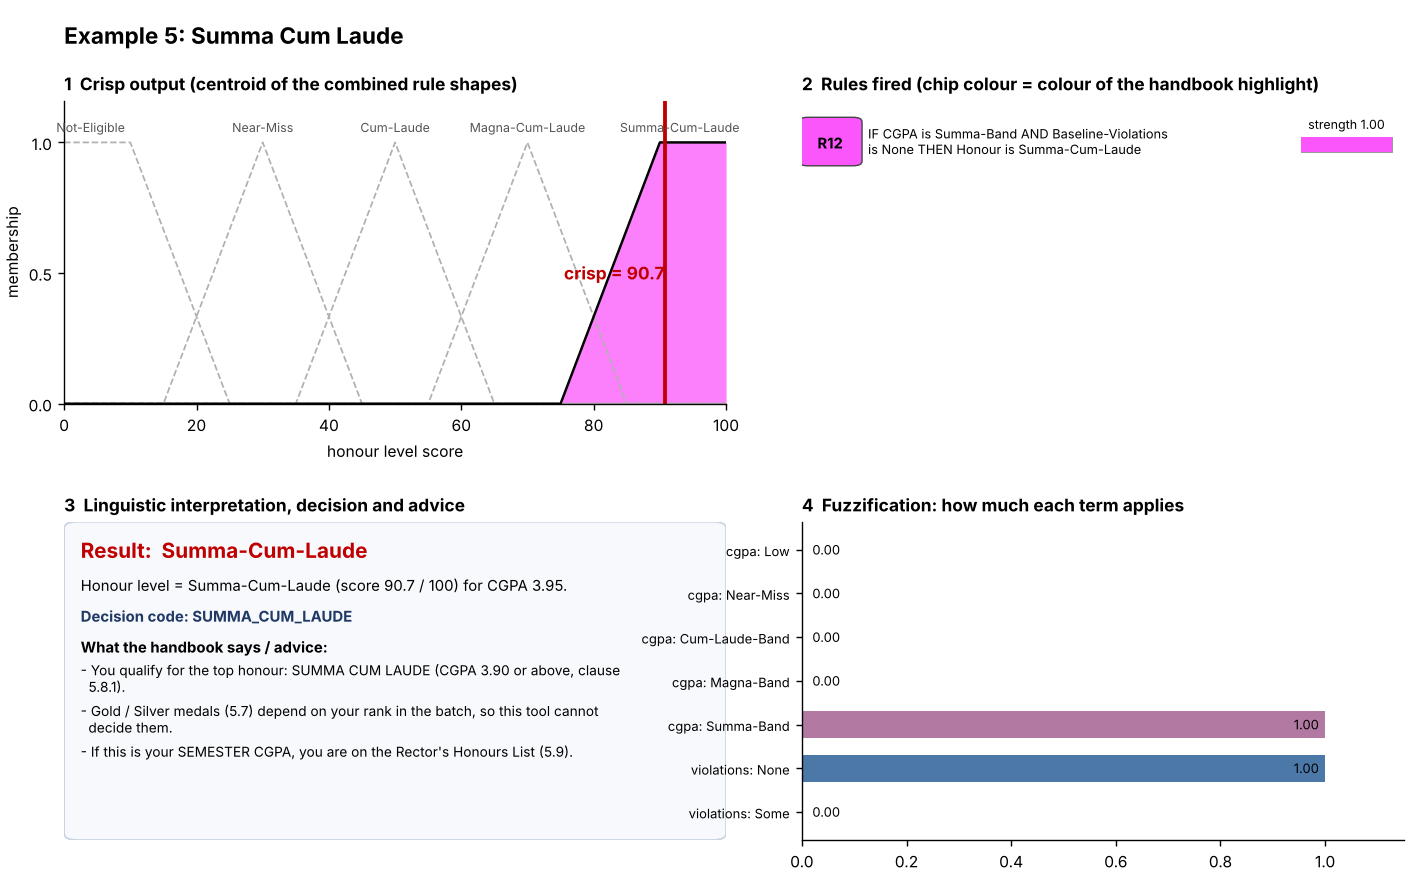 Example 5: Summa Cum Laude
1 Crisp output (centroid of the combined rule shapes)
Not-Eligible
Near-Miss
Cum-Laude
Magna-Cum-Laude
Summa-Cum-Laude
1.0
0.5
0.0
membership
crisp = 90.7
0
20
40
60
80
100
honour level score
2 Rules fired (chip colour = colour of the handbook highlight)
R12
IF CGPA is Summa-Band AND Baseline-Violations
is None THEN Honour is Summa-Cum-Laude
strength 1.00
3 Linguistic interpretation, decision and advice
Result: Summa-Cum-Laude
Honour level = Summa-Cum-Laude (score 90.7 / 100) for CGPA 3.95.
Decision code: SUMMA_CUM_LAUDE
What the handbook says / advice:
- You qualify for the top honour: SUMMA CUM LAUDE (CGPA 3.90 or above, clause
5.8.1).
- Gold / Silver medals (5.7) depend on your rank in the batch, so this tool cannot
decide them.
- If this is your SEMESTER CGPA, you are on the Rector's Honours List (5.9).
4 Fuzzification: how much each term applies
cgpa: Low 0.00
cgpa: Near-Miss 0.00
cgpa: Cum-Laude-Band 0.00
cgpa: Magna-Band 0.00
cgpa: Summa-Band 1.00
violations: None 1.00
violations: Some 0.00
0.0
0.2
0.4
0.6
0.8
1.0